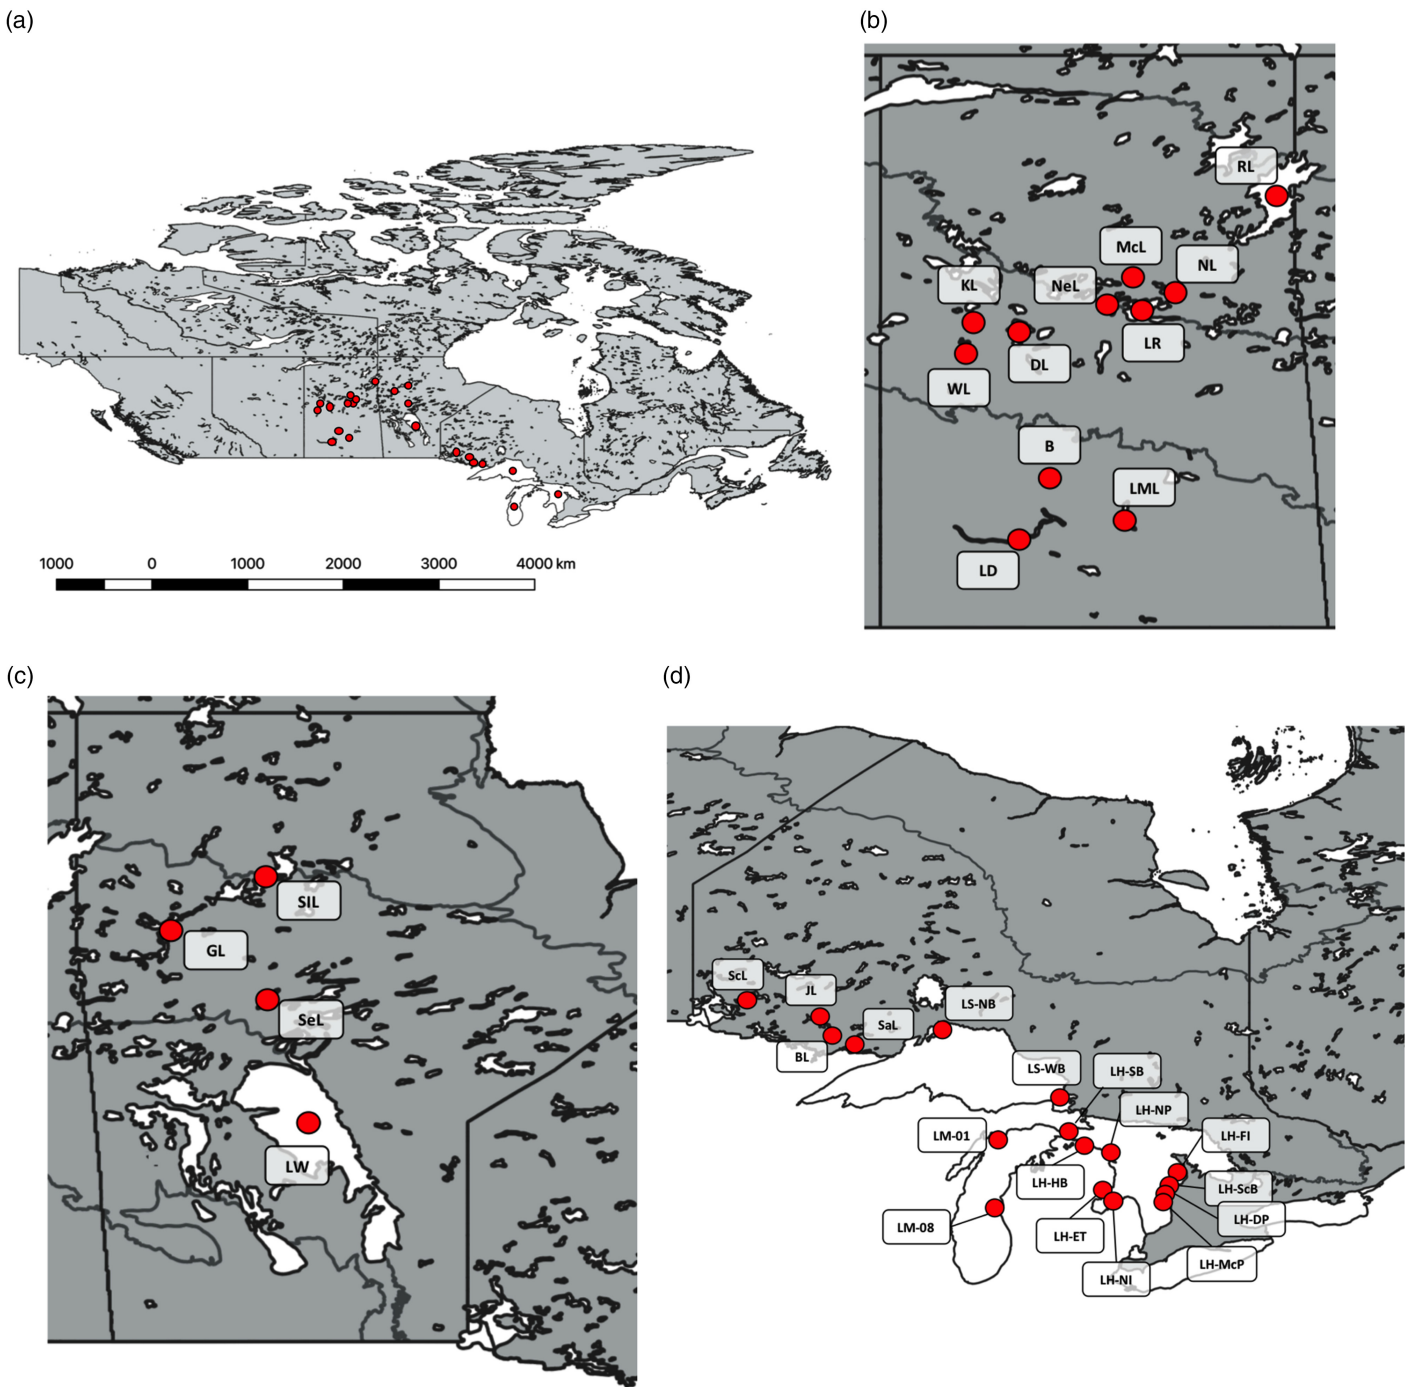 (a)
1000 0 1000 2000 3000 4000 km
(b)
RL
McL
NL
KL
NeL
LR
DL
WL
B
LML
LD
(c)
SIL
GL
SeL
LW
(d)
ScL
JL
LS-NB
SaL
BL
LS-WB
LH-SB
LH-NP
LM-01
LH-FI
LH-HB
LH-ScB
LM-08
LH-DP
LH-ET
LH-McP
LH-NI